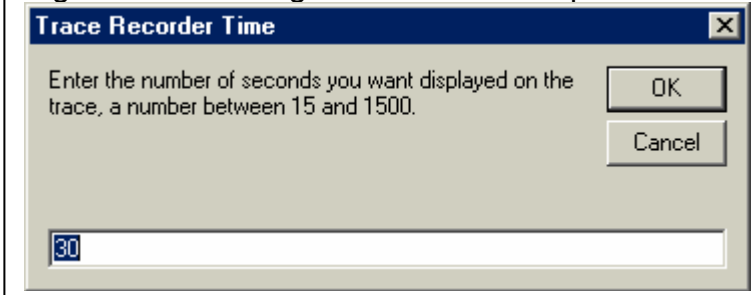 Trace Recorder Time
Enter the number of seconds you want displayed on the
trace, a number between 15 and 1500.
OK
Cancel
30